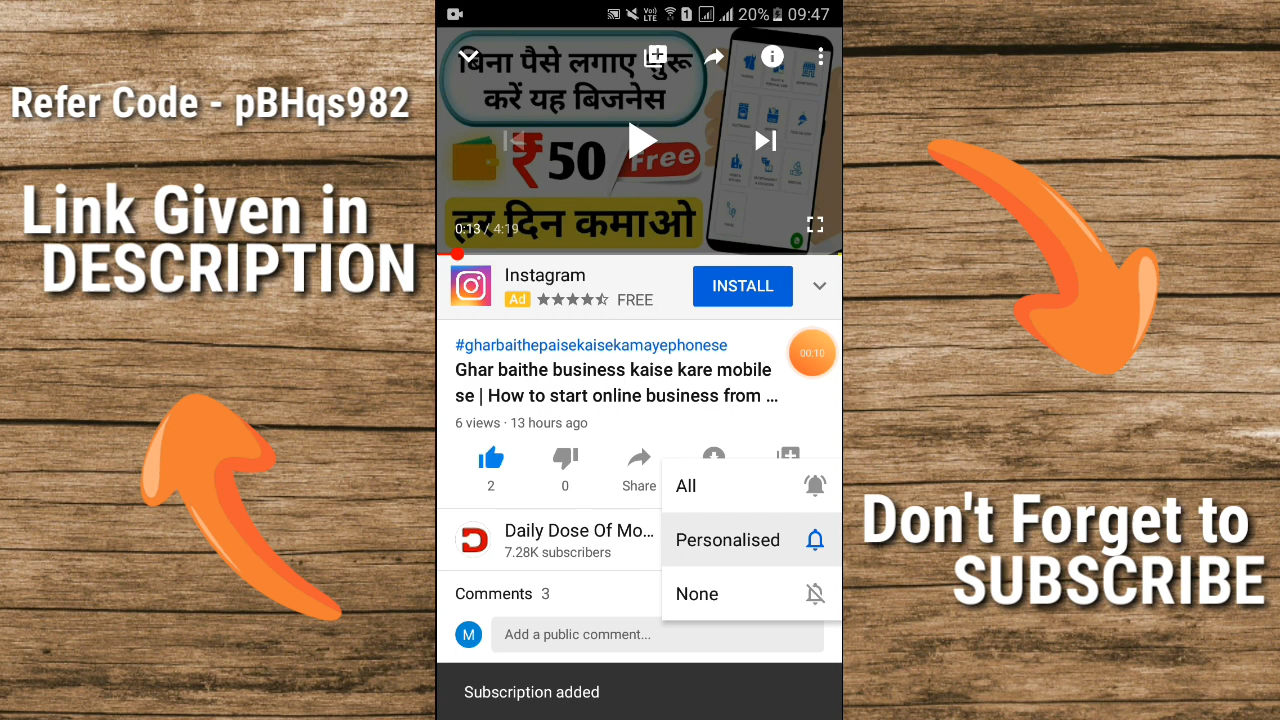 Refer Code - pBHqs982
Link Given in
DESCRIPTION
Vo))
LTE
1
20%
09:47
बिना पैसे लगाए शुरू
करें यह बिजनेस
₹50
Free
हर दिन कमाओ
0:13 / 4:19
Instagram
Ad
FREE
INSTALL
#gharbaithepaisekaisekamayephonese
00:10
Ghar baithe business kaise kare mobile
se | How to start online business from ...
6 views · 13 hours ago
2
0
Share
All
Personalised
None
Daily Dose Of Mo...
7.28K subscribers
Comments 3
M
Add a public comment...
Subscription added
Don't Forget to
SUBSCRIBE